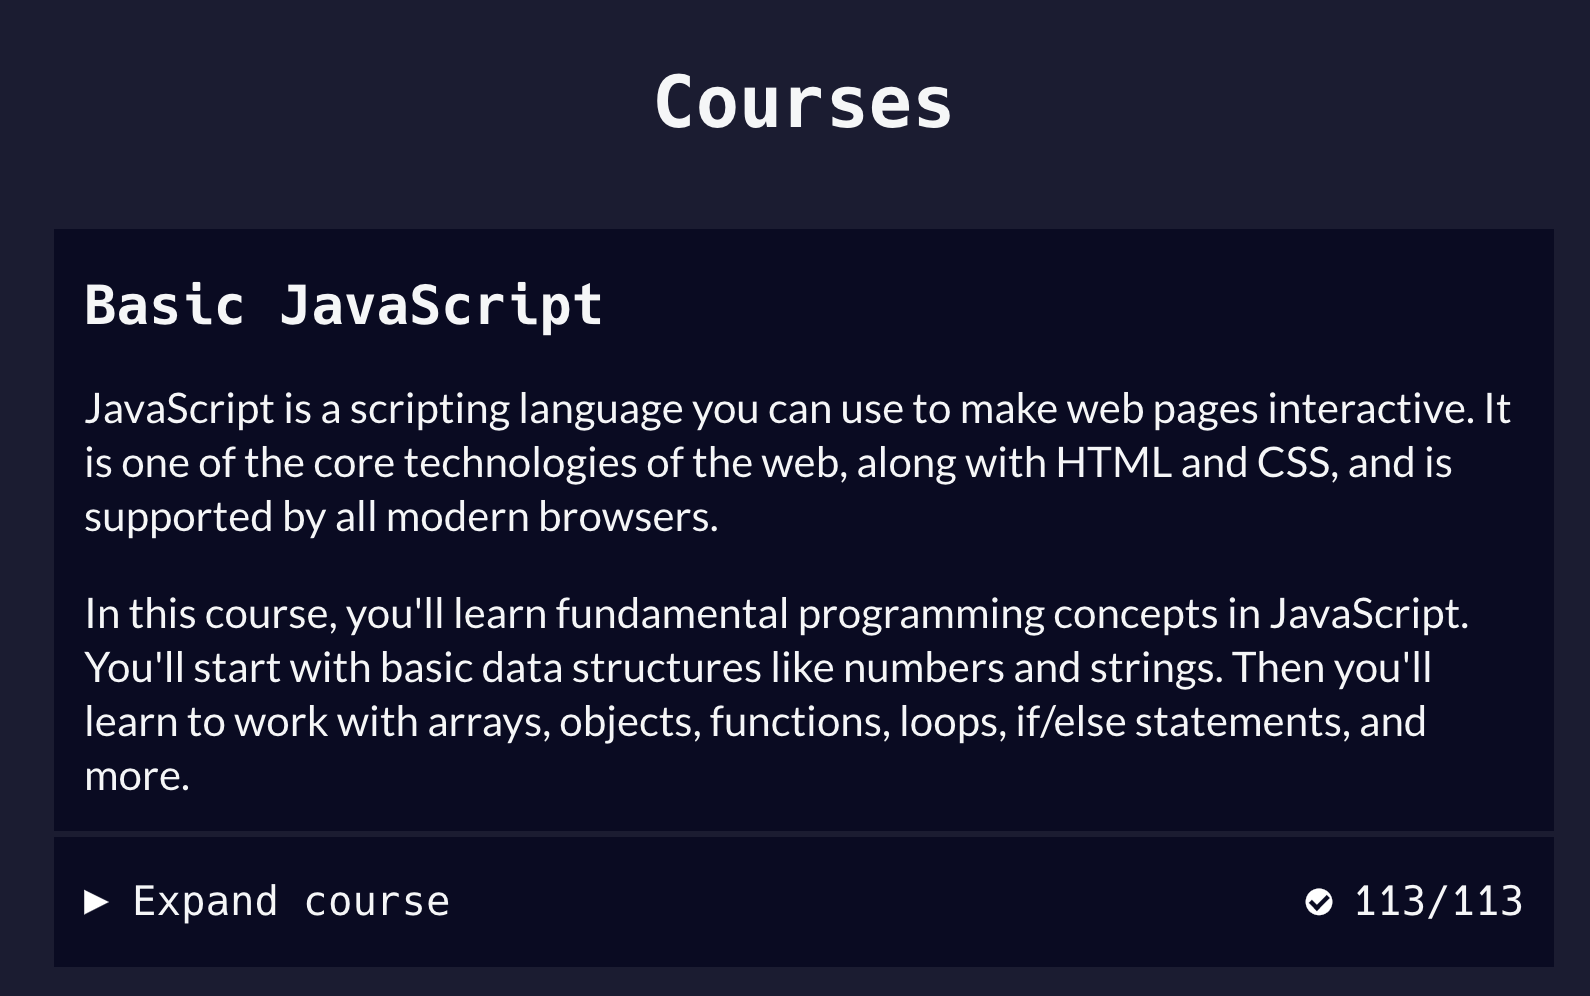 Courses
Basic JavaScript
JavaScript is a scripting language you can use to make web pages interactive. It
is one of the core technologies of the web, along with HTML and CSS, and is
supported by all modern browsers.
In this course, you'll learn fundamental programming concepts in JavaScript.
You'll start with basic data structures like numbers and strings. Then you'll
learn to work with arrays, objects, functions, loops, if/else statements, and
more.
Expand course 113/113